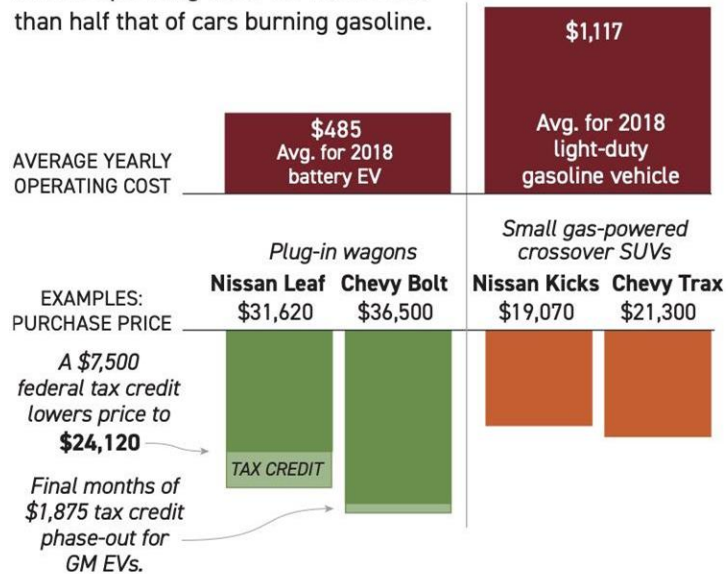 than half that of cars burning gasoline.
$1,117
Avg. for 2018
light-duty
gasoline vehicle
$485
Avg. for 2018
battery EV
AVERAGE YEARLY
OPERATING COST
Plug-in wagons
Small gas-powered
crossover SUVs
Nissan Leaf
$31,620
Chevy Bolt
$36,500
Nissan Kicks
$19,070
Chevy Trax
$21,300
EXAMPLES:
PURCHASE PRICE
A $7,500
federal tax credit
lowers price to
$24,120
TAX CREDIT
Final months of
$1,875 tax credit
phase-out for
GM EVs.